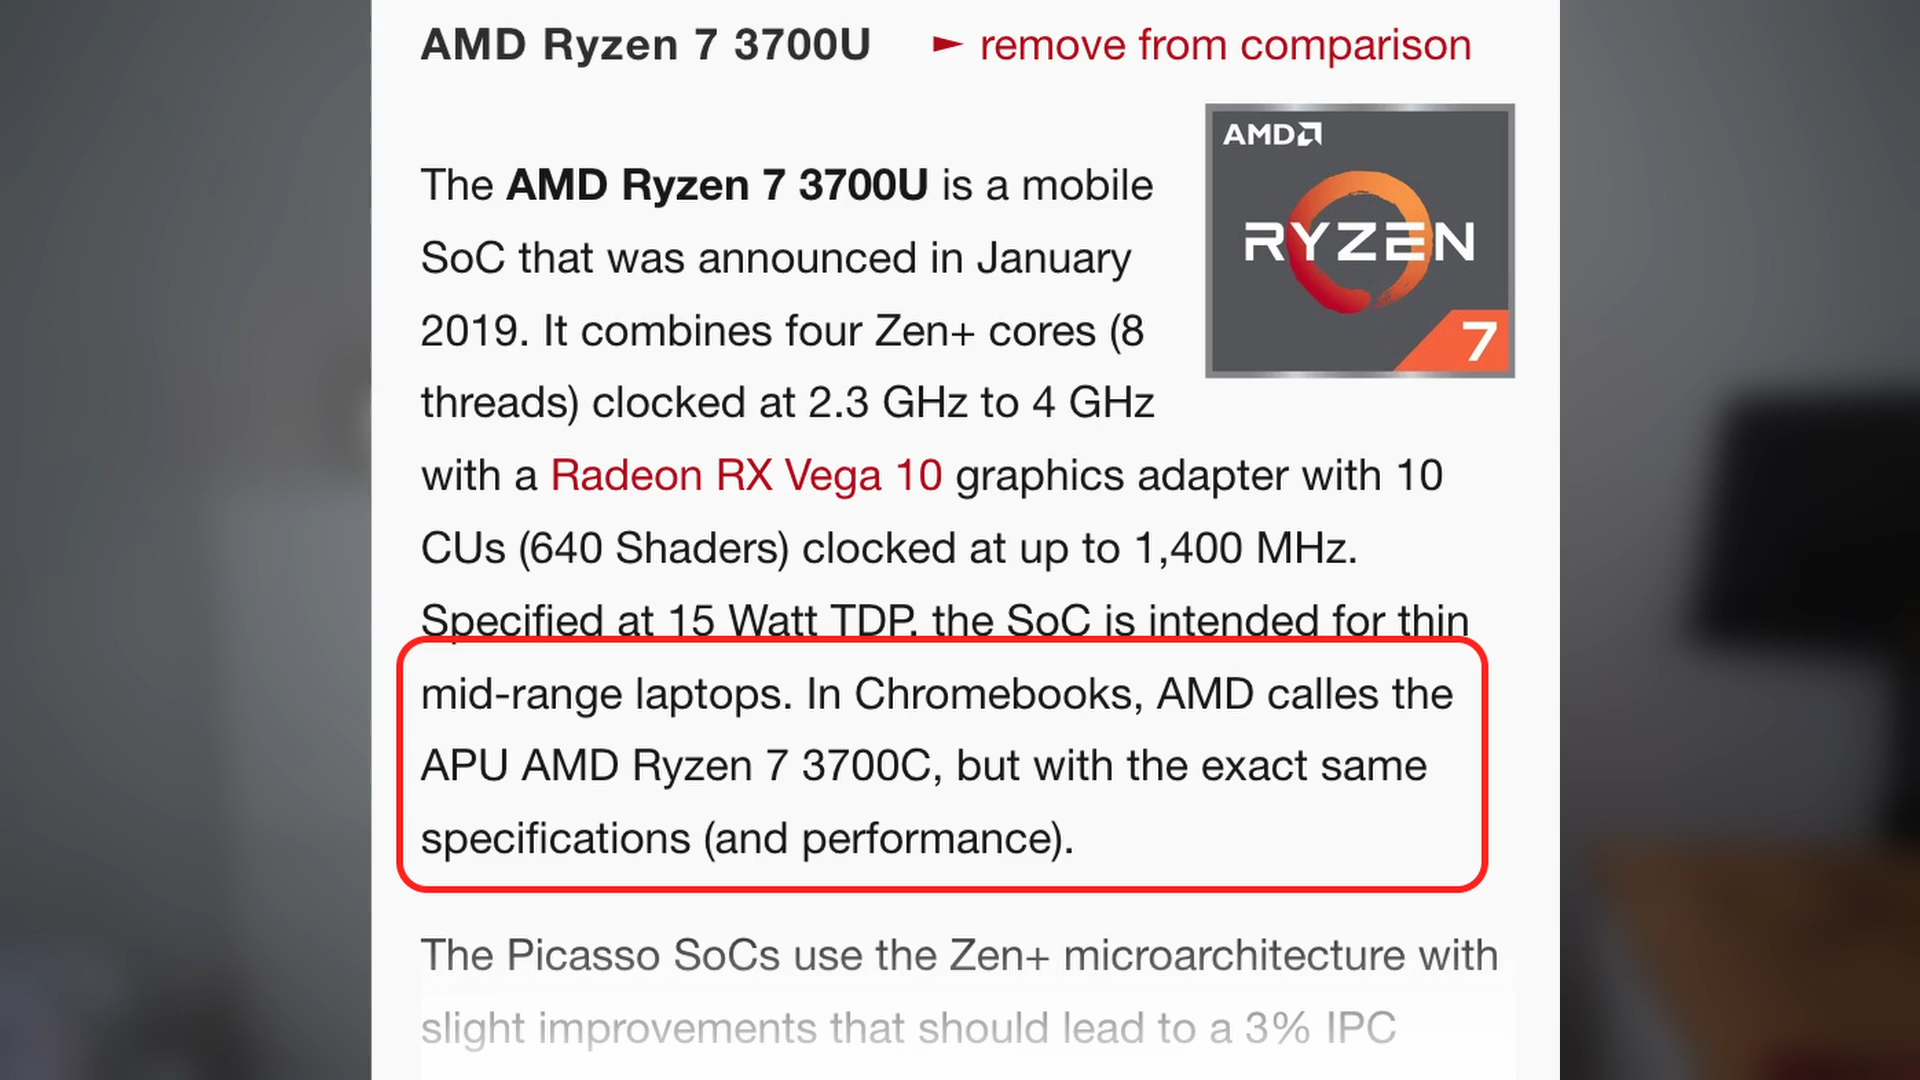 AMD Ryzen 7 3700U ► remove from comparison
AMD
RYZEN
7
The AMD Ryzen 7 3700U is a mobile
SoC that was announced in January
2019. It combines four Zen+ cores (8
threads) clocked at 2.3 GHz to 4 GHz
with a Radeon RX Vega 10 graphics adapter with 10
CUs (640 Shaders) clocked at up to 1,400 MHz.
Specified at 15 Watt TDP, the SoC is intended for thin
mid-range laptops. In Chromebooks, AMD calles the
APU AMD Ryzen 7 3700C, but with the exact same
specifications (and performance).
The Picasso SoCs use the Zen+ microarchitecture with
slight improvements that should lead to a 3% IPC